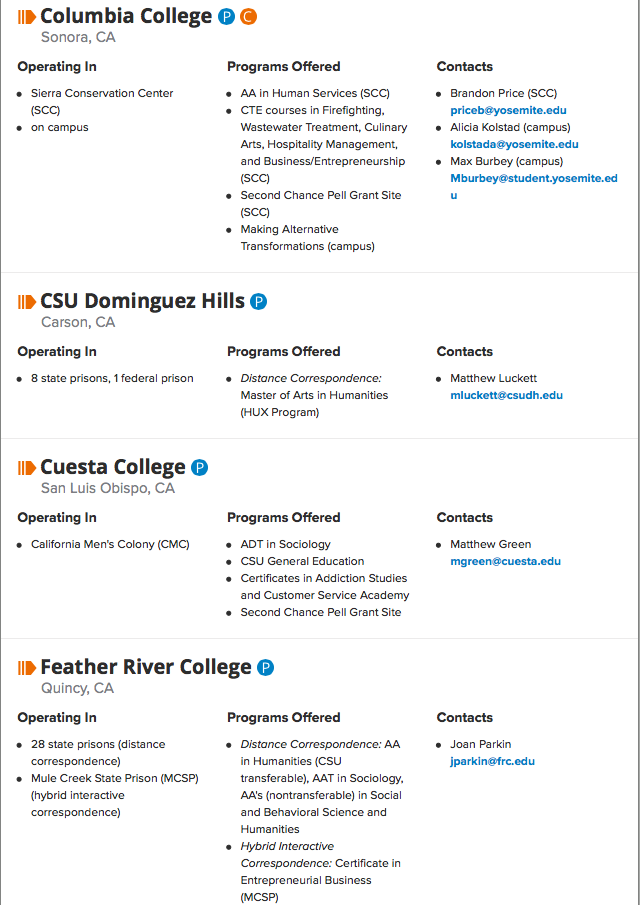 Columbia College P C
Sonora, CA
Operating In
Sierra Conservation Center
(SCC)
on campus
Programs Offered
AA in Human Services (SCC)
CTE courses in Firefighting,
Wastewater Treatment, Culinary
Arts, Hospitality Management,
and Business/Entrepreneurship
(SCC)
Second Chance Pell Grant Site
(SCC)
Making Alternative
Transformations (campus)
Contacts
Brandon Price (SCC)
priceb@yosemite.edu
Alicia Kolstad (campus)
kolstada@yosemite.edu
Max Burbey (campus)
Mburbey@student.yosemite.ed
u
CSU Dominguez Hills P
Carson, CA
Operating In
8 state prisons, 1 federal prison
Programs Offered
Distance Correspondence:
Master of Arts in Humanities
(HUX Program)
Contacts
Matthew Luckett
mluckett@csudh.edu
Cuesta College P
San Luis Obispo, CA
Operating In
California Men's Colony (CMC)
Programs Offered
ADT in Sociology
CSU General Education
Certificates in Addiction Studies
and Customer Service Academy
Second Chance Pell Grant Site
Contacts
Matthew Green
mgreen@cuesta.edu
Feather River College P
Quincy, CA
Operating In
28 state prisons (distance
correspondence)
Mule Creek State Prison (MCSP)
(hybrid interactive
correspondence)
Programs Offered
Distance Correspondence: AA
in Humanities (CSU
transferable), AAT in Sociology,
AA's (nontransferable) in Social
and Behavioral Science and
Humanities
Hybrid Interactive
Correspondence: Certificate in
Entrepreneurial Business
(MCSP)
Contacts
Joan Parkin
jparkin@frc.edu